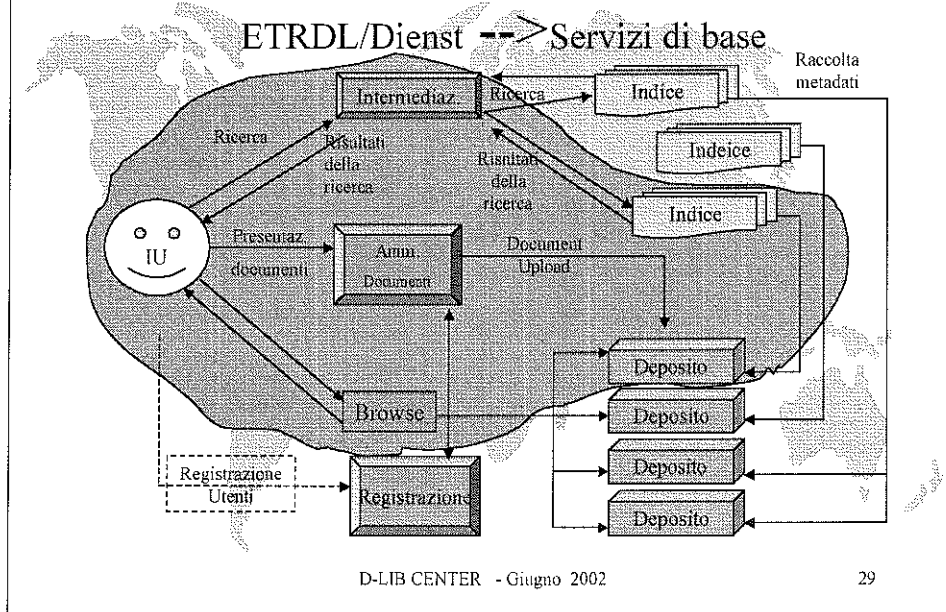 ETRDL/Dienst --> Servizi di base
Raccolta
metadati
Intermediaz.
Ricerca
Indice
Ricerca
Risultati
della
ricerca
Risultati
della
ricerca
Indeice
Indice
IU
Presentaz
documenti
Amm
Documenti
Document
Upload
Deposito
Browse
Deposito
Registrazione
Utenti
Registrazione
Deposito
Deposito
D-LIB CENTER - Giugno 2002
29